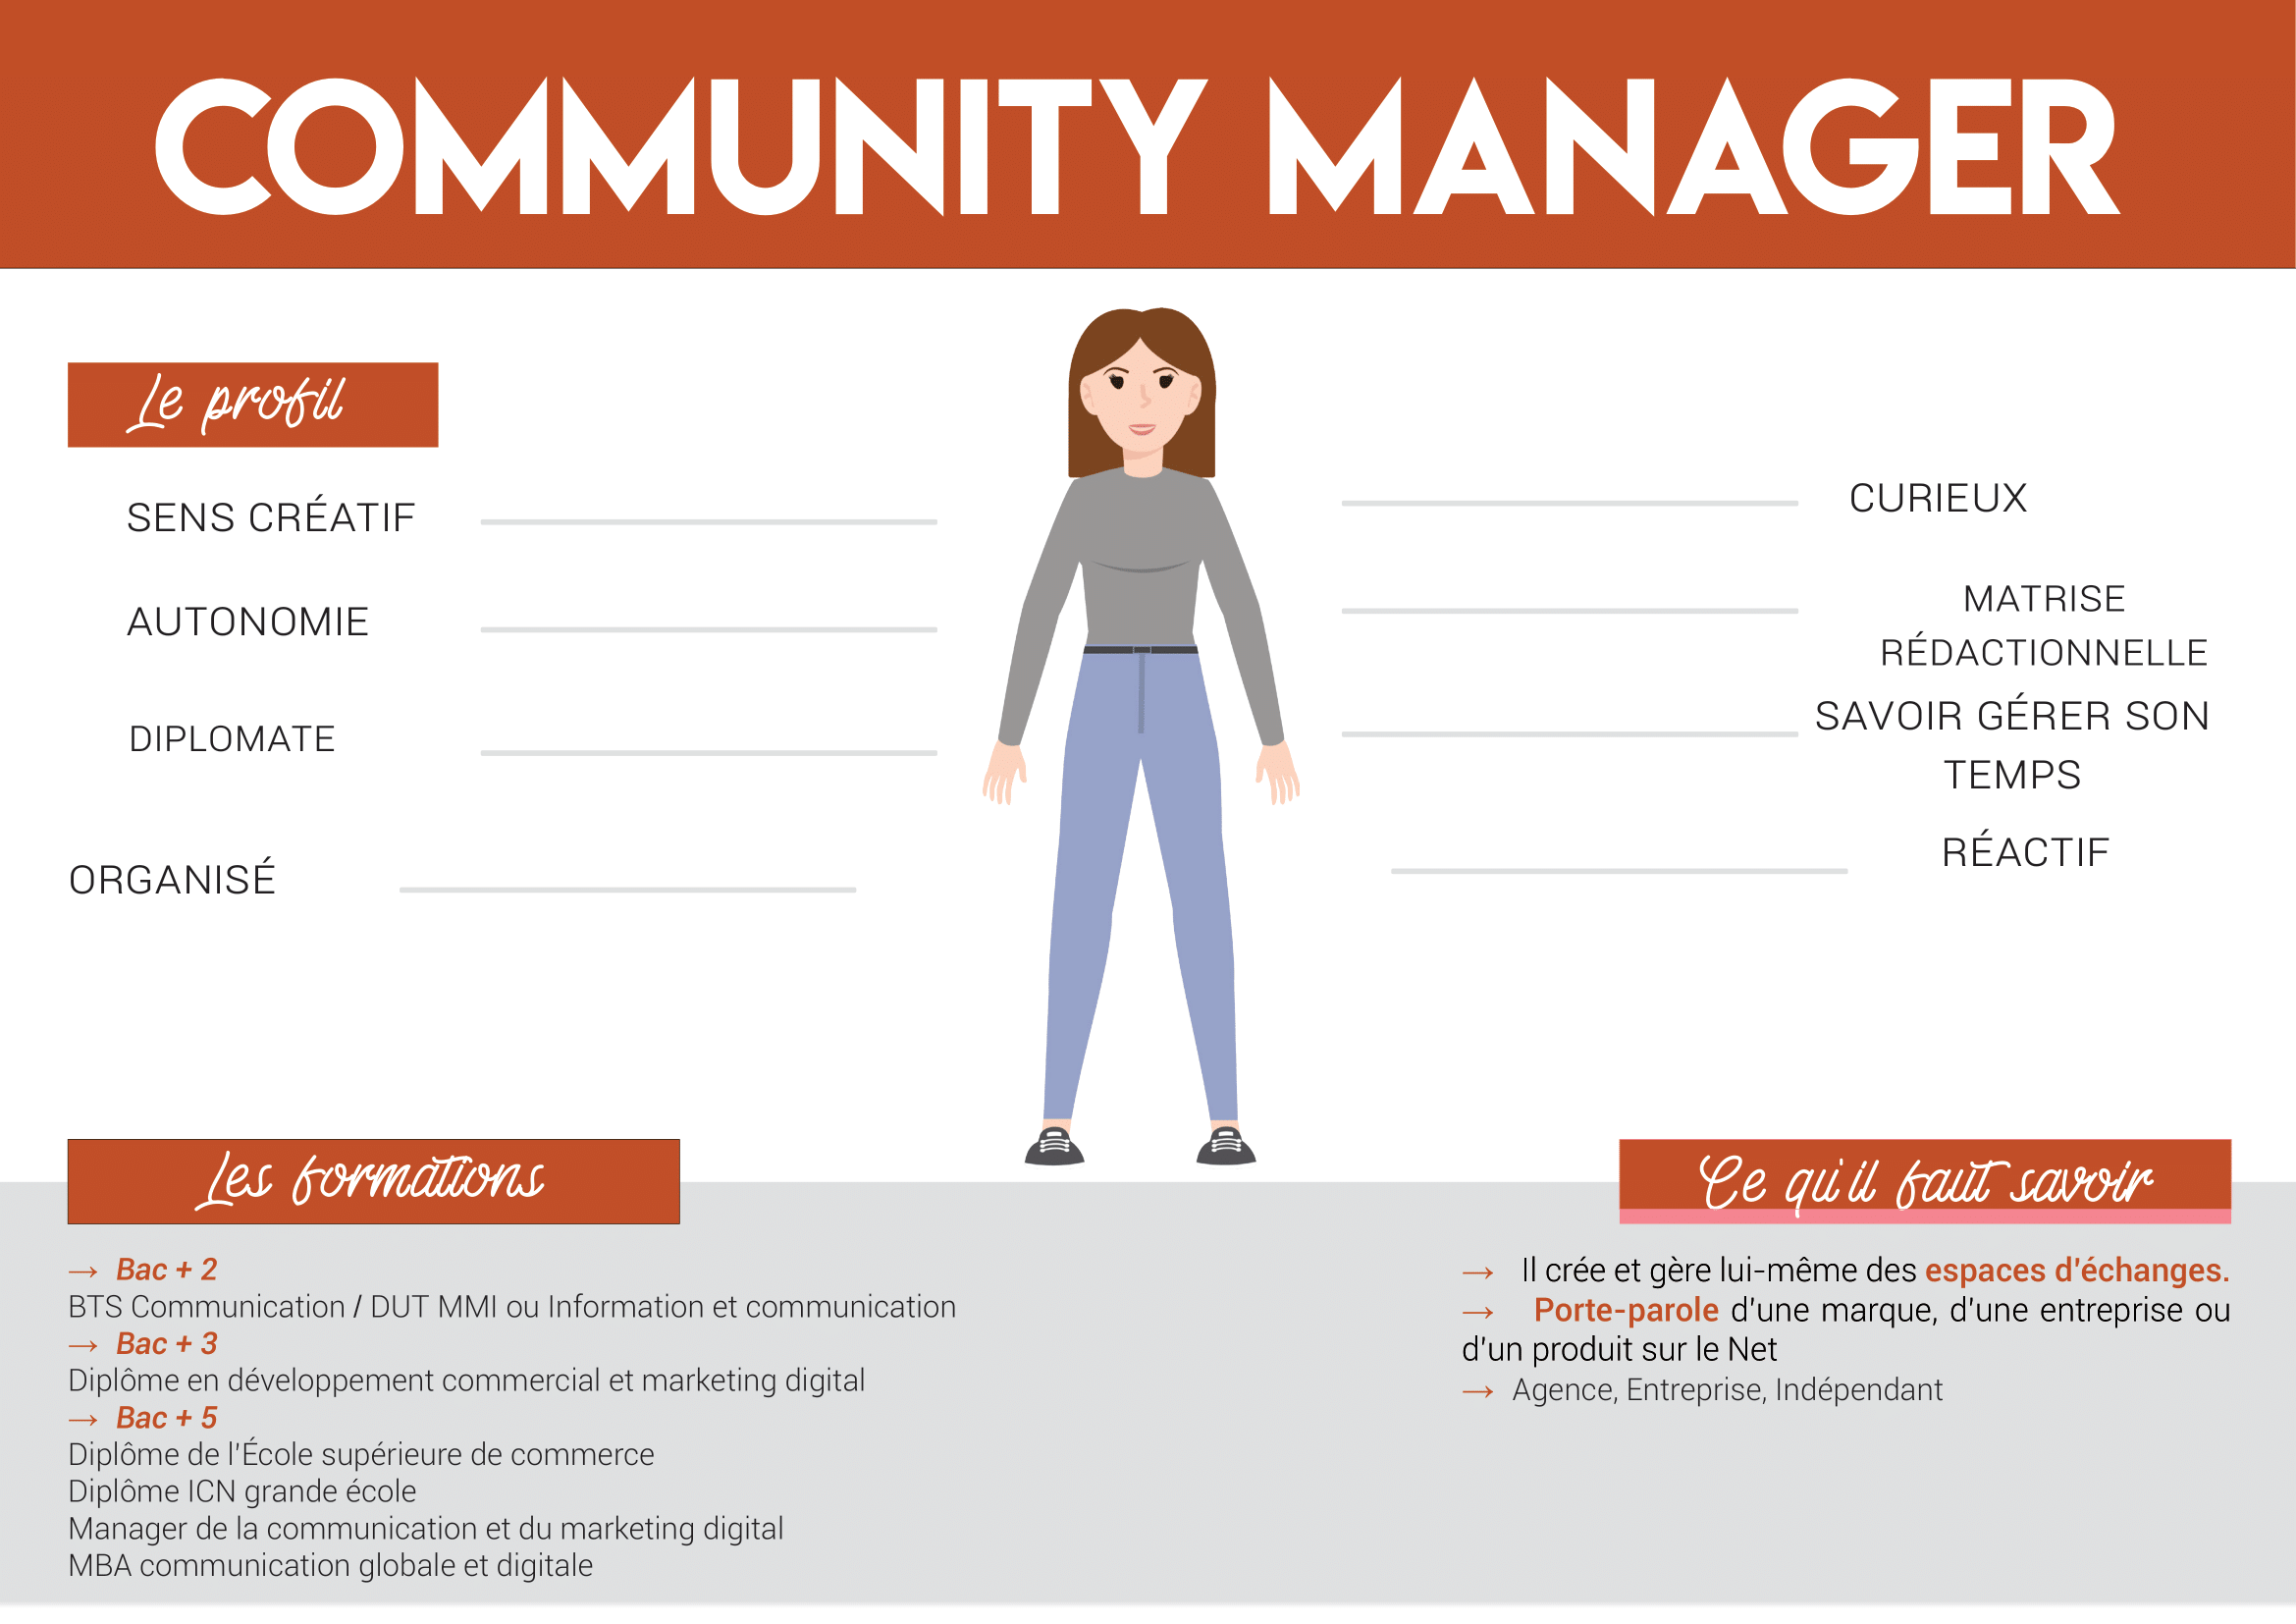 COMMUNITY MANAGER
Le profil
SENS CRÉATIF
AUTONOMIE
DIPLOMATE
ORGANISÉ
CURIEUX
MATRISE
RÉDACTIONNELLE
SAVOIR GÉRER SON
TEMPS
RÉACTIF
Les formations
→ Bac + 2
BTS Communication / DUT MMI ou Information et communication
→ Bac + 3
Diplôme en développement commercial et marketing digital
→ Bac + 5
Diplôme de l'École supérieure de commerce
Diplôme ICN grande école
Manager de la communication et du marketing digital
MBA communication globale et digitale
Ce qu'il faut savoir
→ Il crée et gère lui-même des espaces d'échanges.
→ Porte-parole d'une marque, d'une entreprise ou
d'un produit sur le Net
→ Agence, Entreprise, Indépendant